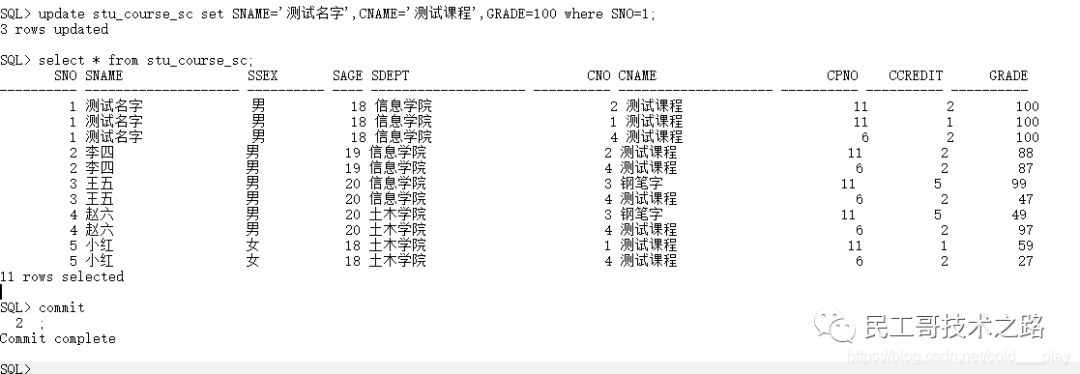 SQL> update stu_course_sc set SNAME='测试名字',CNAME='测试课程',GRADE=100 where SNO=1;
3 rows updated
SQL> select * from stu_course_sc;
SNO SNAME SSEX SAGE SDEPT CNO CNAME CPNO CCREDIT GRADE
---------- -------------------- ---------- ---------- -------------------- ---------- -------------------- ---------- ---------- ----------
1 测试名字 男 18 信息学院 2 测试课程 11 2 100
1 测试名字 男 18 信息学院 1 测试课程 11 1 100
1 测试名字 男 18 信息学院 4 测试课程 6 2 100
2 李四 男 19 信息学院 2 测试课程 11 2 88
2 李四 男 19 信息学院 4 测试课程 6 2 87
3 王五 男 20 信息学院 3 钢笔字 11 5 99
3 王五 男 20 信息学院 4 测试课程 6 2 47
4 赵六 男 20 土木学院 3 钢笔字 11 5 49
4 赵六 男 20 土木学院 4 测试课程 6 2 97
5 小红 女 18 土木学院 1 测试课程 11 1 59
5 小红 女 18 土木学院 4 测试课程 6 2 27
11 rows selected
SQL> commit
2 ;
Commit complete
民工哥技术之路
https://blog.csdn.net/cold___play
SQL>